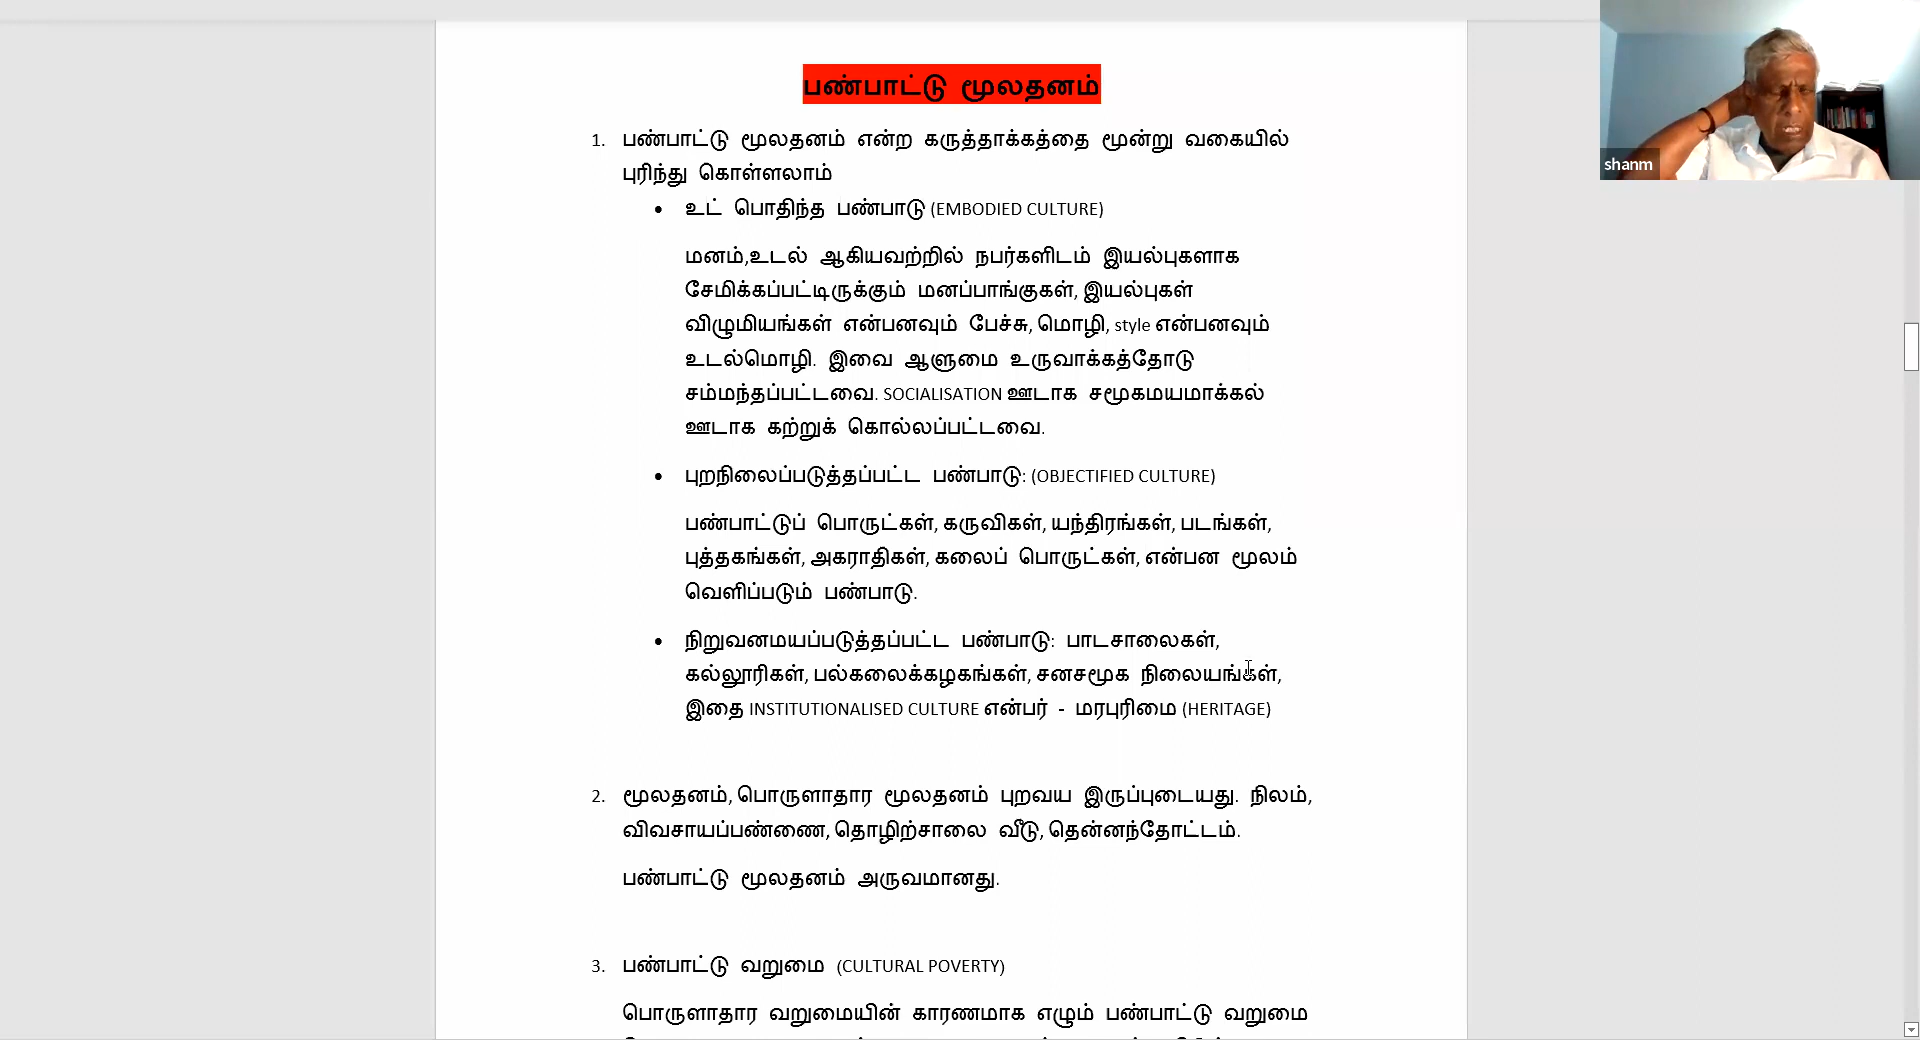 பண்பாட்டு மூலதனம்
shanm
1. பண்பாட்டு மூலதனம் என்ற கருத்தாக்கத்தை மூன்று வகையில்
புரிந்து கொள்ளலாம்
• உட் பொதிந்த பண்பாடு (EMBODIED CULTURE)
மனம்,உடல் ஆகியவற்றில் நபர்களிடம் இயல்புகளாக
சேமிக்கப்பட்டிருக்கும் மனப்பாங்குகள், இயல்புகள்
விழுமியங்கள் என்பனவும் பேச்சு, மொழி, style என்பனவும்
உடல்மொழி. இவை ஆளுமை உருவாக்கத்தோடு
சம்மந்தப்பட்டவை. SOCIALISATION ஊடாக சமூகமயமாக்கல்
ஊடாக கற்றுக் கொல்லப்பட்டவை.
• புறநிலைப்படுத்தப்பட்ட பண்பாடு: (OBJECTIFIED CULTURE)
பண்பாட்டுப் பொருட்கள், கருவிகள், யந்திரங்கள், படங்கள்,
புத்தகங்கள், அகராதிகள், கலைப் பொருட்கள், என்பன மூலம்
வெளிப்படும் பண்பாடு.
• நிறுவனமயப்படுத்தப்பட்ட பண்பாடு: பாடசாலைகள்,
கல்லூரிகள், பல்கலைக்கழகங்கள், சனசமூக நிலையங்கள்,
இதை INSTITUTIONALISED CULTURE என்பர் - மரபுரிமை (HERITAGE)
2. மூலதனம், பொருளாதார மூலதனம் புறவய இருப்புடையது. நிலம்,
விவசாயப்பண்ணை, தொழிற்சாலை வீடு, தென்னந்தோட்டம்.
பண்பாட்டு மூலதனம் அருவமானது.
3. பண்பாட்டு வறுமை (CULTURAL POVERTY)
பொருளாதார வறுமையின் காரணமாக எழும் பண்பாட்டு வறுமை